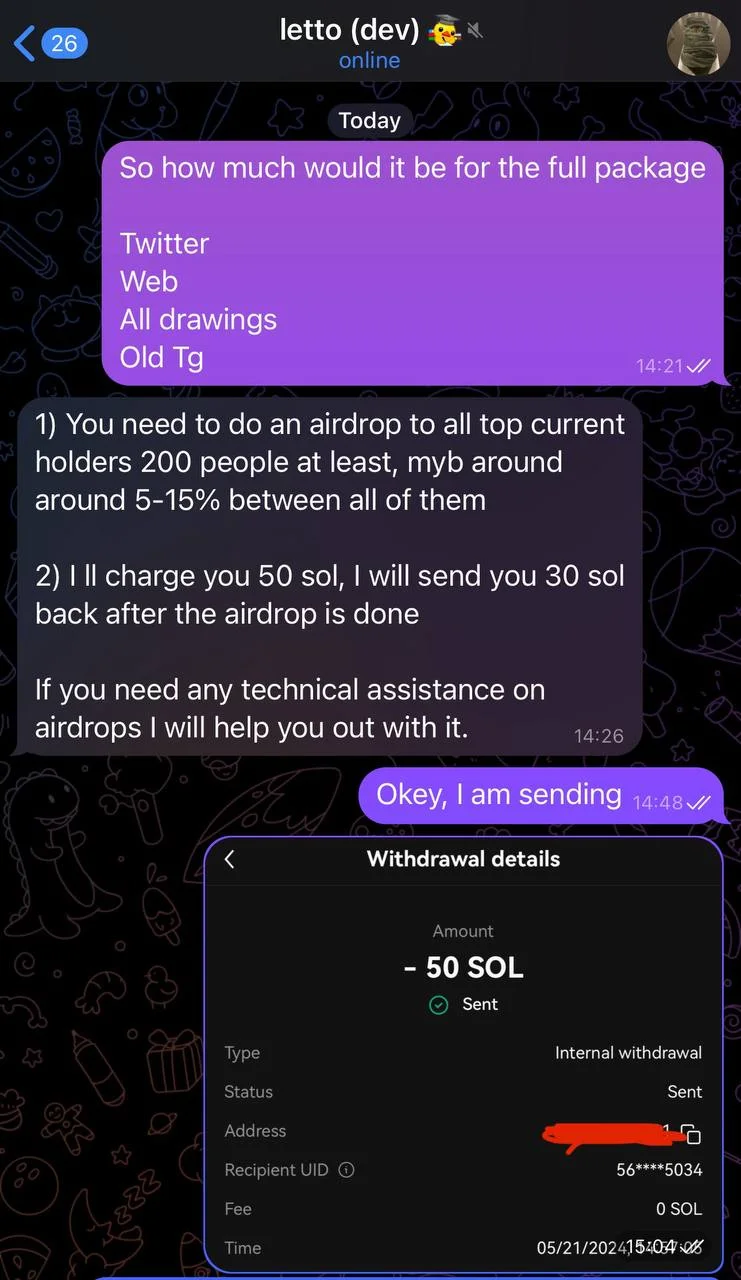 26
letto (dev)
online
Today
So how much would it be for the full package
Twitter
Web
All drawings
Old Tg
14:21
1) You need to do an airdrop to all top current
holders 200 people at least, myb around
around 5-15% between all of them
2) I ll charge you 50 sol, I will send you 30 sol
back after the airdrop is done
If you need any technical assistance on
airdrops I will help you out with it.
14:26
Okey, I am sending
14:48
Withdrawal details
Amount
- 50 SOL
Sent
Type Internal withdrawal
Status Sent
Address
Recipient UID 56****5034
Fee 0 SOL
Time 05/21/2024,
15:04